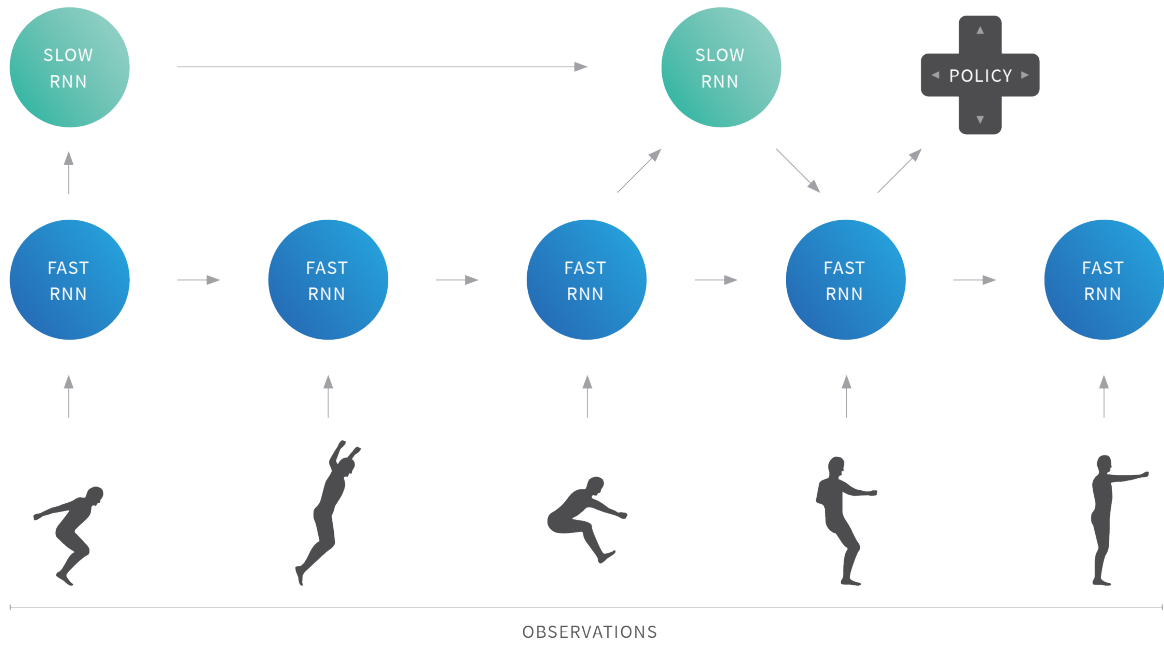 SLOW
RNN
SLOW
RNN
POLICY
FAST
RNN
FAST
RNN
FAST
RNN
FAST
RNN
FAST
RNN
OBSERVATIONS